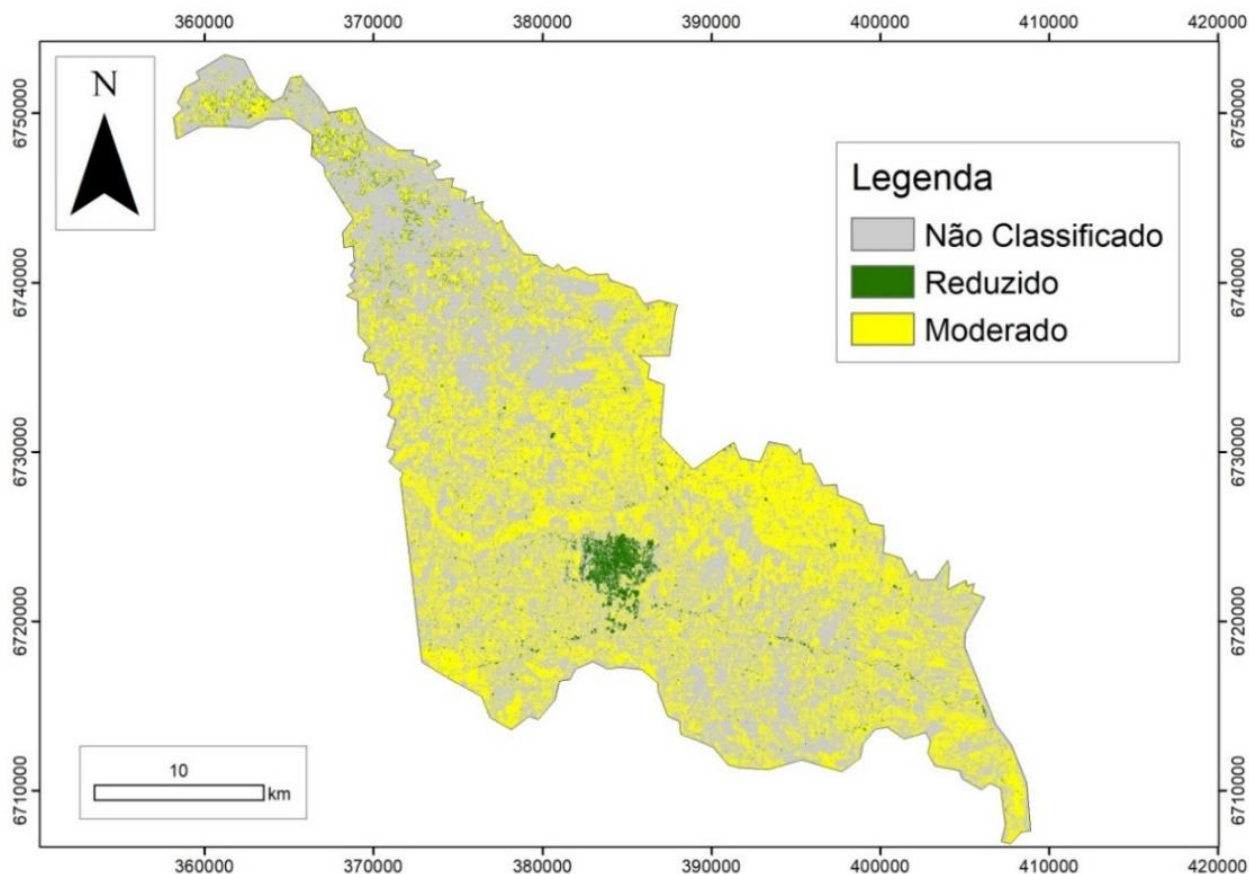 360000 370000 380000 390000 400000 410000 420000
N
6750000 6750000
Legenda
Não Classificado
Reduzido
Moderado
6740000 6740000
6730000 6730000
6720000 6720000
10
km
6710000 6710000
360000 370000 380000 390000 400000 410000 420000